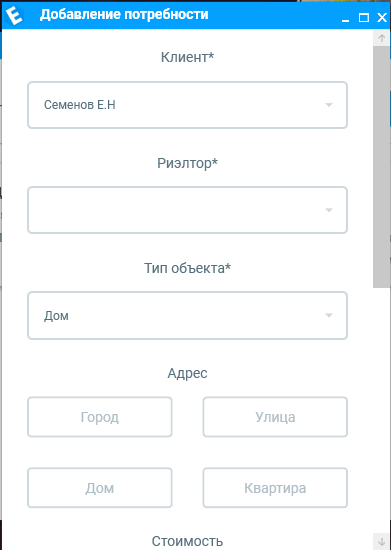 Добавление потребности
Клиент*
Семенов Е.Н
Риэлтор*
Тип объекта*
Дом
Адрес
Город Улица
Дом Квартира
Стоимость